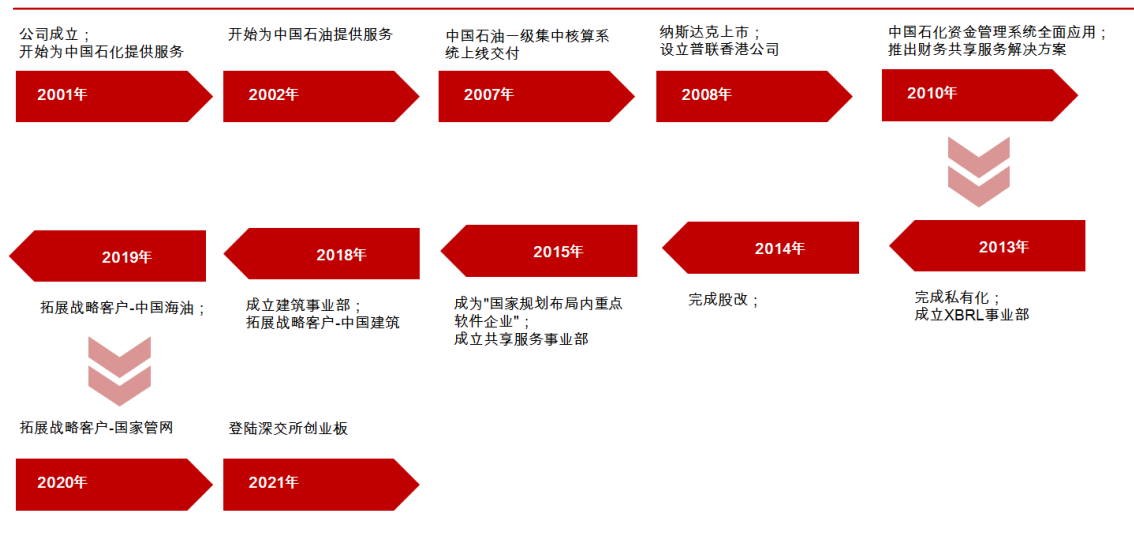 公司成立；
开始为中国石化提供服务
2001年
开始为中国石油提供服务
2002年
中国石油一级集中核算系
统上线交付
2007年
纳斯达克上市；
设立普联香港公司
2008年
中国石化资金管理系统全面应用；
推出财务共享服务解决方案
2010年
2013年
完成私有化；
成立XBRL事业部
2014年
完成股改；
2015年
成为"国家规划布局内重点
软件企业"；
成立共享服务事业部
2018年
成立建筑事业部；
拓展战略客户-中国建筑
2019年
拓展战略客户-中国海油；
拓展战略客户-国家管网
2020年
登陆深交所创业板
2021年